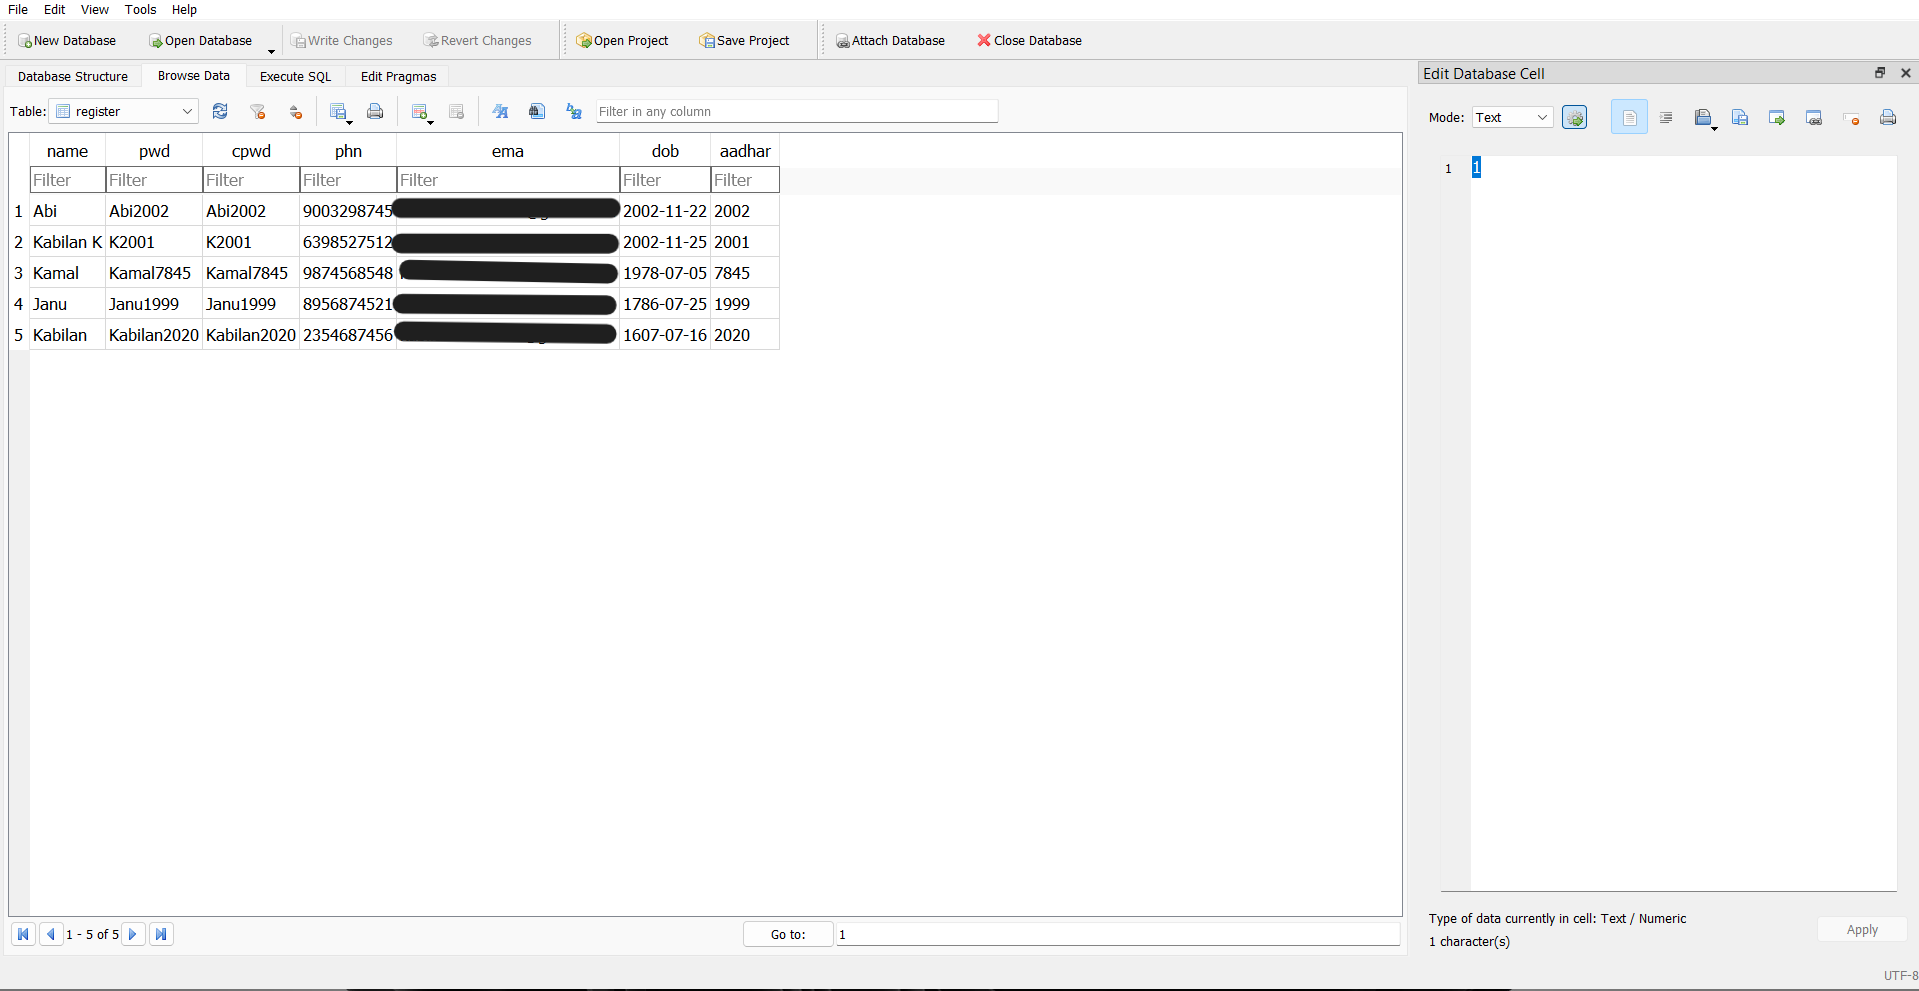 File Edit View Tools Help
New Database Open Database Write Changes Revert Changes Open Project Save Project Attach Database Close Database
Database Structure Browse Data Execute SQL Edit Pragmas
Table: register Filter in any column
name pwd cpwd phn ema dob aadhar
Filter Filter Filter Filter Filter Filter Filter
1 Abi Abi2002 Abi2002 9003298745 2002-11-22 2002
2 Kabilan K K2001 K2001 6398527512 2002-11-25 2001
3 Kamal Kamal7845 Kamal7845 9874568548 1978-07-05 7845
4 Janu Janu1999 Janu1999 8956874521 1786-07-25 1999
5 Kabilan Kabilan2020 Kabilan2020 2354687456 1607-07-16 2020
1 - 5 of 5 Go to: 1
Edit Database Cell
Mode: Text
1 1
Type of data currently in cell: Text / Numeric
1 character(s)
Apply
UTF-8